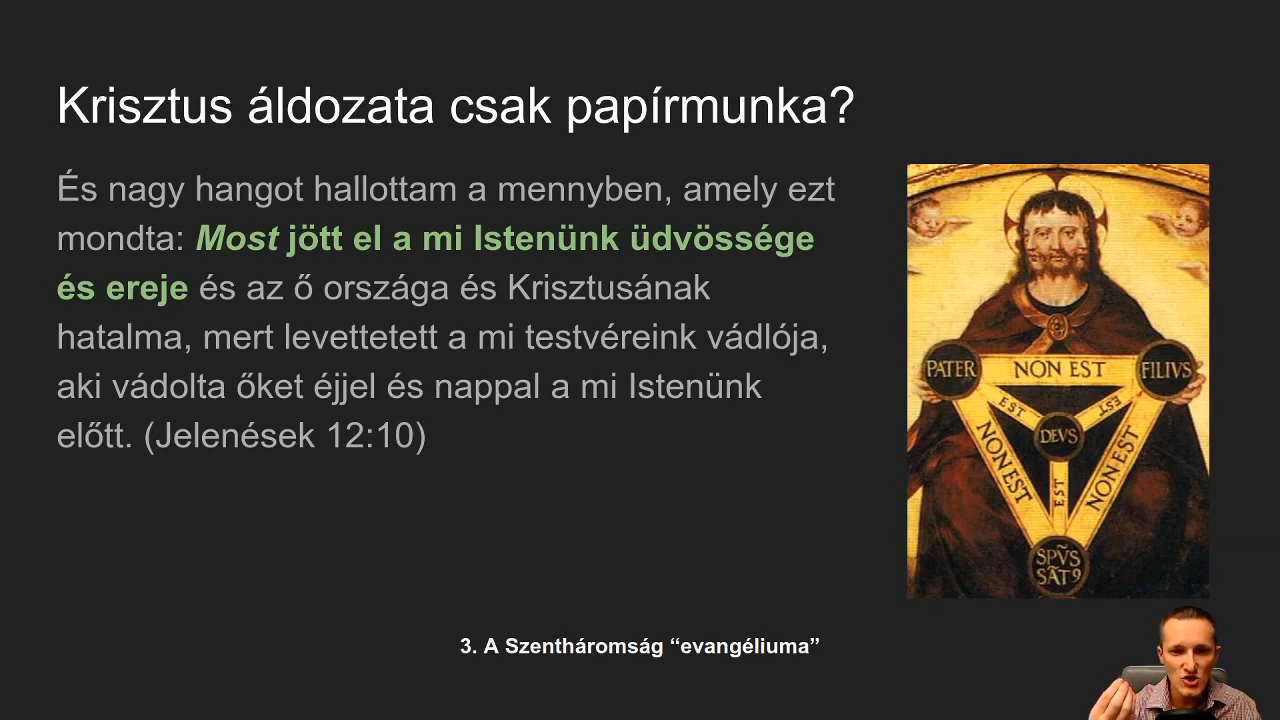 Krisztus áldozata csak papírmunka?
És nagy hangot hallottam a mennyben, amely ezt
mondta: Most jött el a mi Istenünk üdvössége
és ereje és az ő országa és Krisztusának
hatalma, mert levettetett a mi testvéreink vádlója,
aki vádolta őket éjjel és nappal a mi Istenünk
előtt. (Jelenések 12:10)
PATER
NON EST
FILIVS
EST
EST
DEVS
NON EST
EST
NON EST
SPṼS
SÃT9
3. A Szentháromság “evangéliuma”